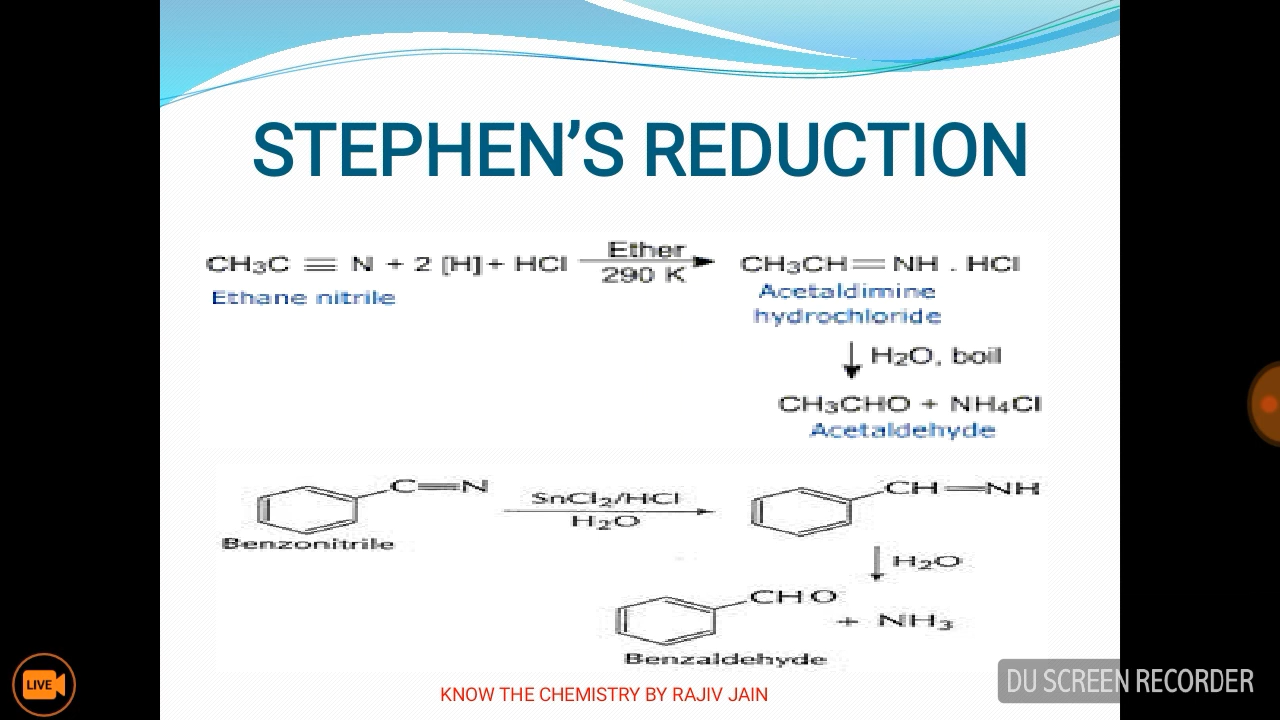 STEPHEN’S REDUCTION
CH₃C ≡ N + 2 [H] + HCl
Ether
290 K
CH₃CH=NH . HCl
Ethane nitrile
Acetaldimine
hydrochloride
H₂O, boil
CH₃CHO + NH₄Cl
Acetaldehyde
C≡N
SnCl₂/HCl
H₂O
CH=NH
Benzonitrile
H₂O
CHO
+ NH₃
Benzaldehyde
KNOW THE CHEMISTRY BY RAJIV JAIN
LIVE
DU SCREEN RECORDER